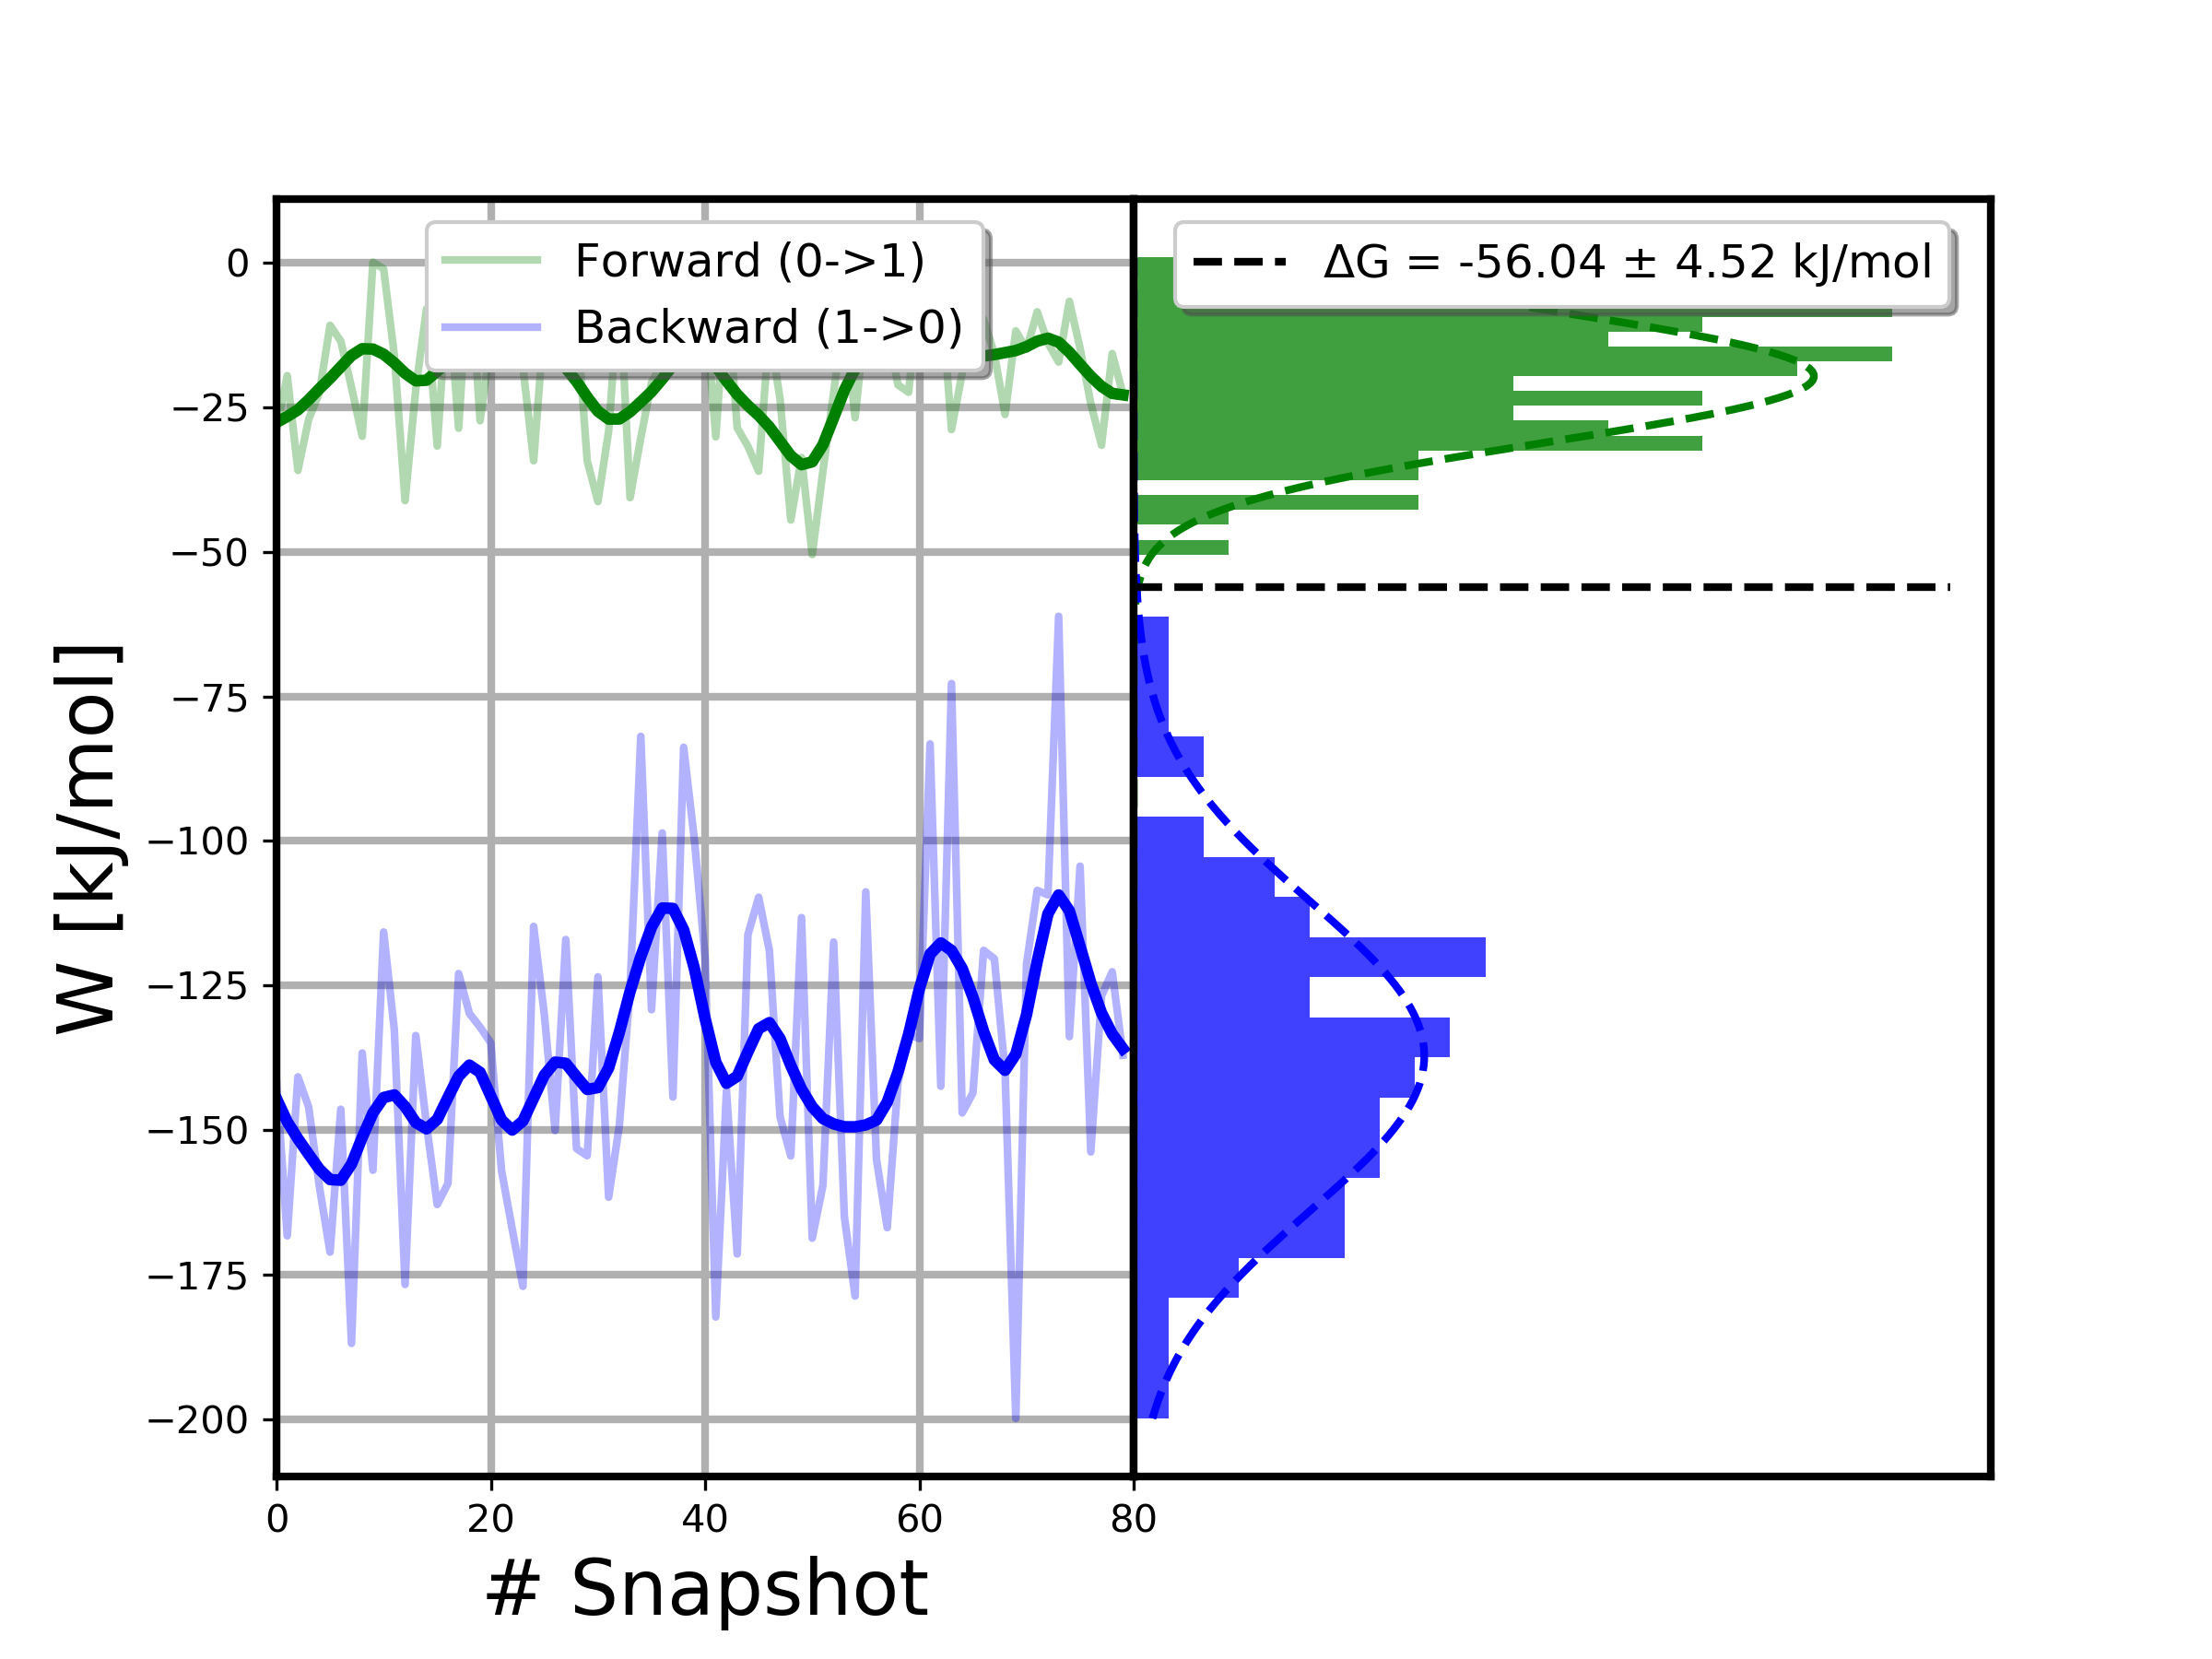 Forward (0->1)
Backward (1->0)
ΔG = -56.04 ± 4.52 kJ/mol
W [kJ/mol]
0
−25
−50
−75
−100
−125
−150
−175
−200
0 20 40 60 80
# Snapshot